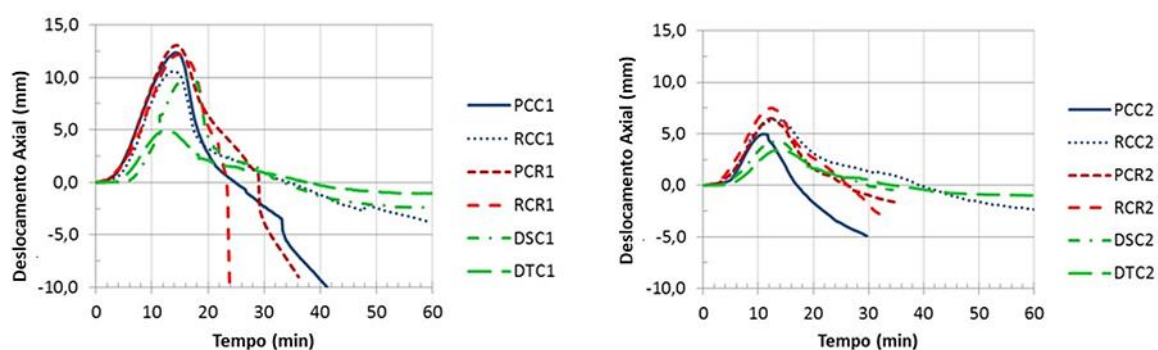 Deslocamento Axial (mm)
15,0
10,0
5,0
0,0
-5,0
-10,0
0 10 20 30 40 50 60
Tempo (min)
PCC1
RCC1
PCR1
RCR1
DSC1
DTC1
Deslocamento Axial (mm)
15,0
10,0
5,0
0,0
-5,0
-10,0
0 10 20 30 40 50 60
Tempo (min)
PCC2
RCC2
PCR2
RCR2
DSC2
DTC2